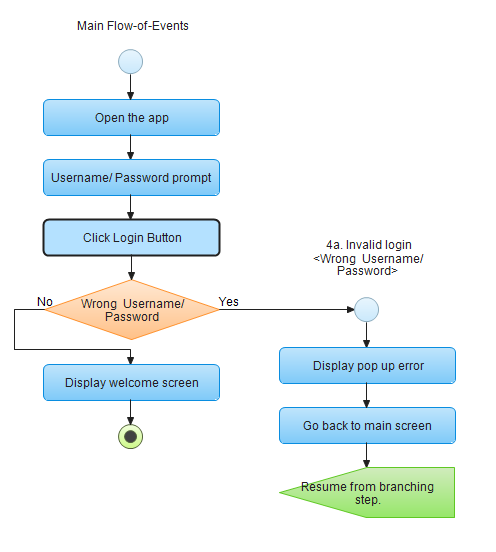 Main Flow-of-Events
Open the app
Username/ Password prompt
Click Login Button
No
Wrong Username/
Password
Yes
Display welcome screen
4a. Invalid login
<Wrong Username/
Password>
Display pop up error
Go back to main screen
Resume from branching
step.